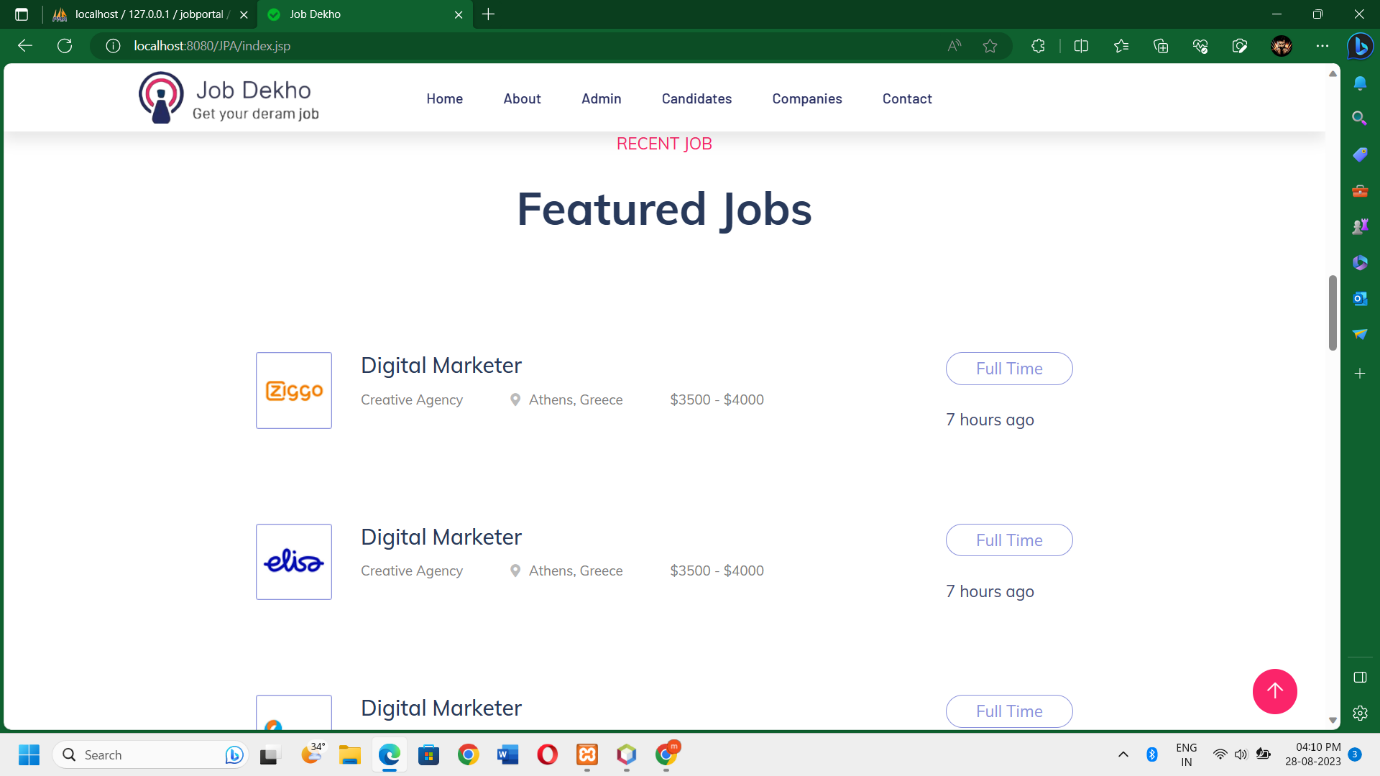 localhost / 127.0.0.1 / jobportal /
Job Dekho
localhost:8080/JPA/index.jsp
Job Dekho
Get your deram job
Home About Admin Candidates Companies Contact
RECENT JOB
Featured Jobs
ziggo
Digital Marketer
Creative Agency Athens, Greece $3500 - $4000
Full Time
7 hours ago
elisa
Digital Marketer
Creative Agency Athens, Greece $3500 - $4000
Full Time
7 hours ago
Digital Marketer
Full Time
34°
Search
ENG
IN
04:10 PM
28-08-2023
3